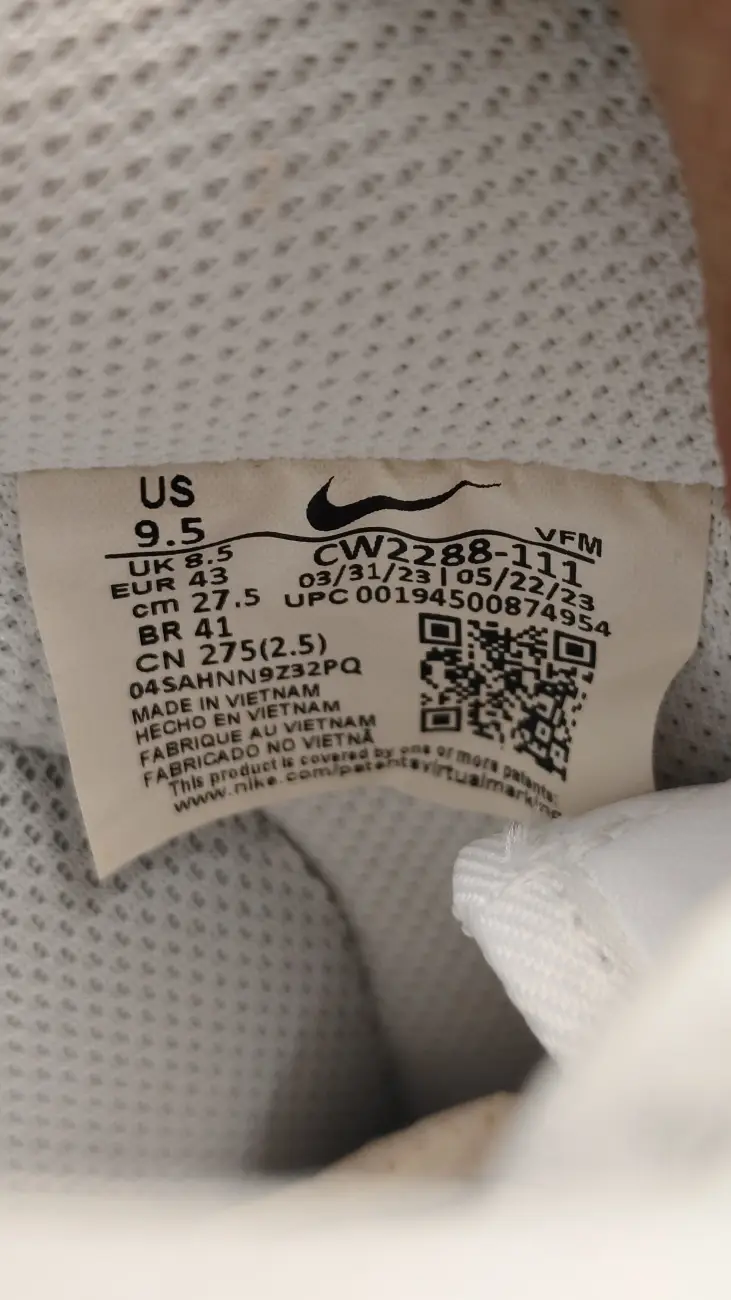 US
9.5
UK 8.5
EUR 43
cm 27.5
BR 41
CN 275(2.5)
04SAHNN9Z32PQ
MADE IN VIETNAM
HECHO EN VIETNAM
FABRIQUE AU VIETNAM
FABRICADO NO VIETNÃ
VFM
CW2288-111
03/31/23 | 05/22/23
UPC 00194500874954
This product is covered by one or more patents:
www.nike.com/patentsvirtualmarking